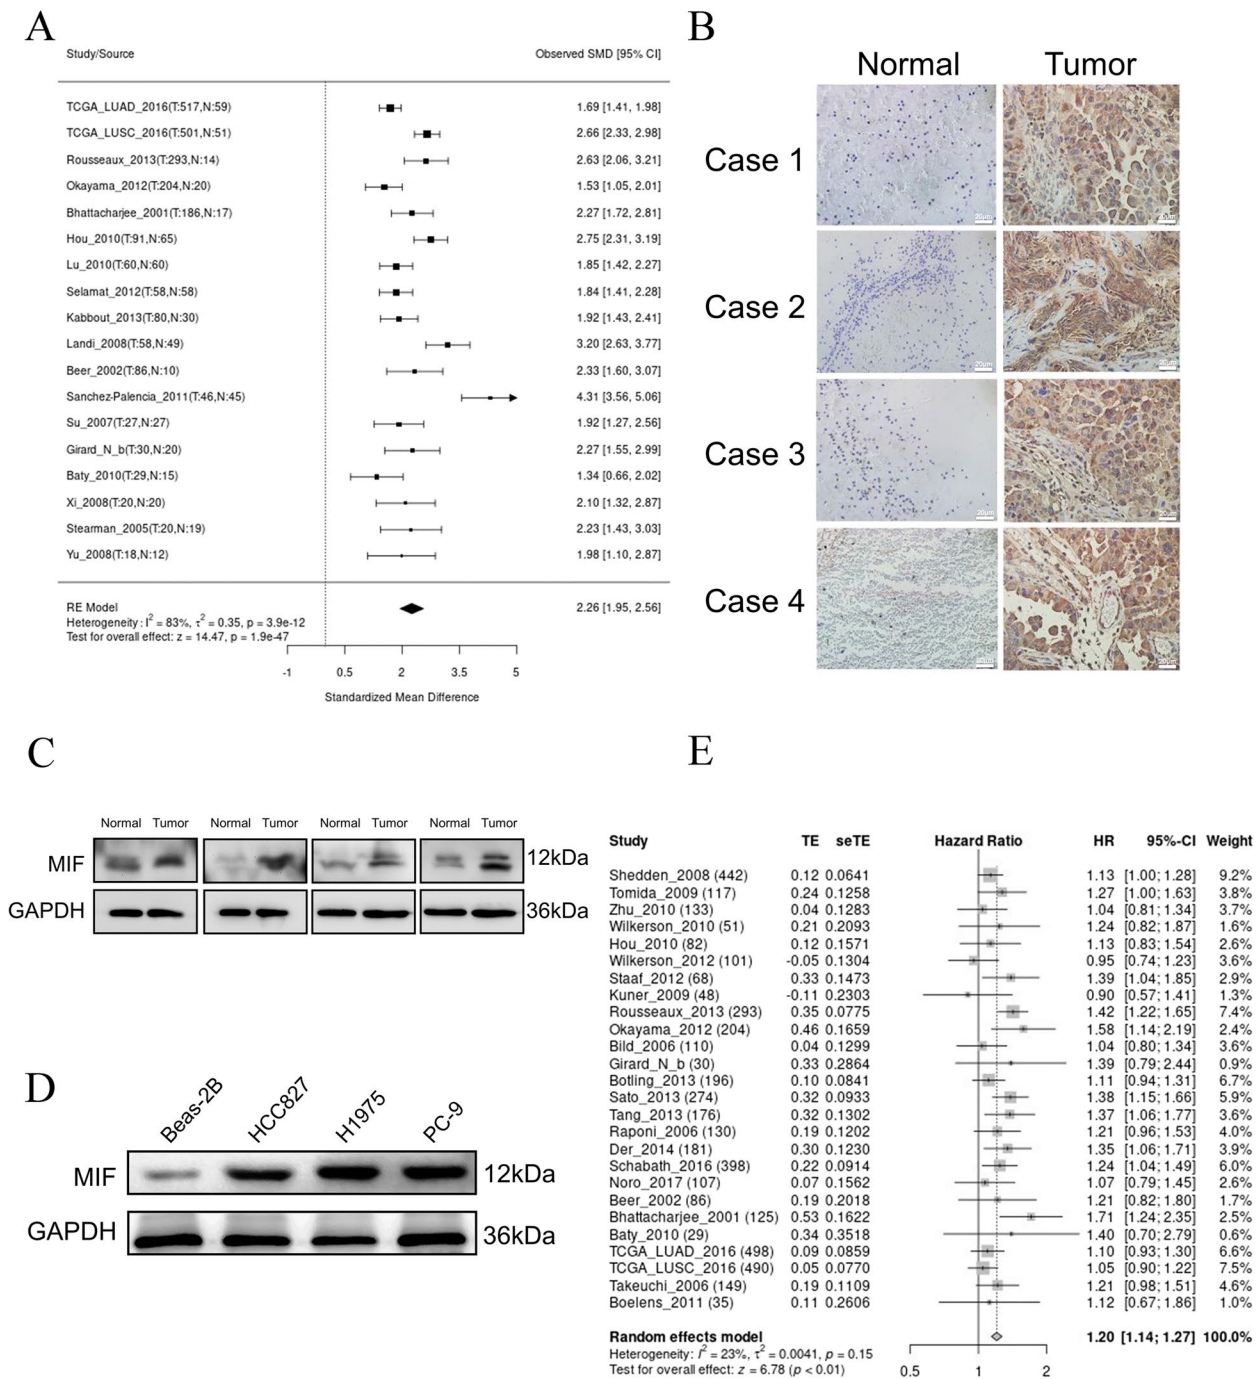 A
Study/Source Observed SMD [95% CI]
TCGA_LUAD_2016(T:517,N:59) 1.69 [1.41, 1.98]
TCGA_LUSC_2016(T:501,N:51) 2.66 [2.33, 2.98]
Rousseaux_2013(T:293,N:14) 2.63 [2.06, 3.21]
Okayama_2012(T:204,N:20) 1.53 [1.05, 2.01]
Bhattacharjee_2001(T:186,N:17) 2.27 [1.72, 2.81]
Hou_2010(T:91,N:65) 2.75 [2.31, 3.19]
Lu_2010(T:60,N:60) 1.85 [1.42, 2.27]
Selamat_2012(T:58,N:58) 1.84 [1.41, 2.28]
Kabbout_2013(T:80,N:30) 1.92 [1.43, 2.41]
Landi_2008(T:58,N:49) 3.20 [2.63, 3.77]
Beer_2002(T:86,N:10) 2.33 [1.60, 3.07]
Sanchez-Palencia_2011(T:46,N:45) 4.31 [3.56, 5.06]
Su_2007(T:27,N:27) 1.92 [1.27, 2.56]
Girard_N_b(T:30,N:20) 2.27 [1.55, 2.99]
Baty_2010(T:29,N:15) 1.34 [0.66, 2.02]
Xi_2008(T:20,N:20) 2.10 [1.32, 2.87]
Stearman_2005(T:20,N:19) 2.23 [1.43, 3.03]
Yu_2008(T:18,N:12) 1.98 [1.10, 2.87]
RE Model 2.26 [1.95, 2.56]
Heterogeneity : I² = 83%, τ² = 0.35, p = 3.9e-12
Test for overall effect: z = 14.47, p = 1.9e-47
-1 0.5 2 3.5 5
Standardized Mean Difference
B
Normal Tumor
Case 1
20μm 20μm
Case 2
20μm 20μm
Case 3
20μm 20μm
Case 4
20μm 20μm
C
Normal Tumor Normal Tumor Normal Tumor Normal Tumor
MIF 12kDa
GAPDH 36kDa
D
Beas-2B HCC827 H1975 PC-9
MIF 12kDa
GAPDH 36kDa
E
Study TE seTE Hazard Ratio HR 95%-CI Weight
Shedden_2008 (442) 0.12 0.0641 1.13 [1.00; 1.28] 9.2%
Tomida_2009 (117) 0.24 0.1258 1.27 [1.00; 1.63] 3.8%
Zhu_2010 (133) 0.04 0.1283 1.04 [0.81; 1.34] 3.7%
Wilkerson_2010 (51) 0.21 0.2093 1.24 [0.82; 1.87] 1.6%
Hou_2010 (82) 0.12 0.1571 1.13 [0.83; 1.54] 2.6%
Wilkerson_2012 (101) -0.05 0.1304 0.95 [0.74; 1.23] 3.6%
Staaf_2012 (68) 0.33 0.1473 1.39 [1.04; 1.85] 2.9%
Kuner_2009 (48) -0.11 0.2303 0.90 [0.57; 1.41] 1.3%
Rousseaux_2013 (293) 0.35 0.0775 1.42 [1.22; 1.65] 7.4%
Okayama_2012 (204) 0.46 0.1659 1.58 [1.14; 2.19] 2.4%
Bild_2006 (110) 0.04 0.1299 1.04 [0.80; 1.34] 3.6%
Girard_N_b (30) 0.33 0.2864 1.39 [0.79; 2.44] 0.9%
Botling_2013 (196) 0.10 0.0841 1.11 [0.94; 1.31] 6.7%
Sato_2013 (274) 0.32 0.0933 1.38 [1.15; 1.66] 5.9%
Tang_2013 (176) 0.32 0.1302 1.37 [1.06; 1.77] 3.6%
Raponi_2006 (130) 0.19 0.1202 1.21 [0.96; 1.53] 4.0%
Der_2014 (181) 0.30 0.1230 1.35 [1.06; 1.71] 3.9%
Schabath_2016 (398) 0.22 0.0914 1.24 [1.04; 1.49] 6.0%
Noro_2017 (107) 0.07 0.1562 1.07 [0.79; 1.45] 2.6%
Beer_2002 (86) 0.19 0.2018 1.21 [0.82; 1.80] 1.7%
Bhattacharjee_2001 (125) 0.53 0.1622 1.71 [1.24; 2.35] 2.5%
Baty_2010 (29) 0.34 0.3518 1.40 [0.70; 2.79] 0.6%
TCGA_LUAD_2016 (498) 0.09 0.0859 1.10 [0.93; 1.30] 6.6%
TCGA_LUSC_2016 (490) 0.05 0.0770 1.05 [0.90; 1.22] 7.5%
Takeuchi_2006 (149) 0.19 0.1109 1.21 [0.98; 1.51] 4.6%
Boelens_2011 (35) 0.11 0.2606 1.12 [0.67; 1.86] 1.0%
Random effects model 1.20 [1.14; 1.27] 100.0%
Heterogeneity: I² = 23%, τ² = 0.0041, p = 0.15
Test for overall effect: z = 6.78 (p < 0.01)
0.5 1 2